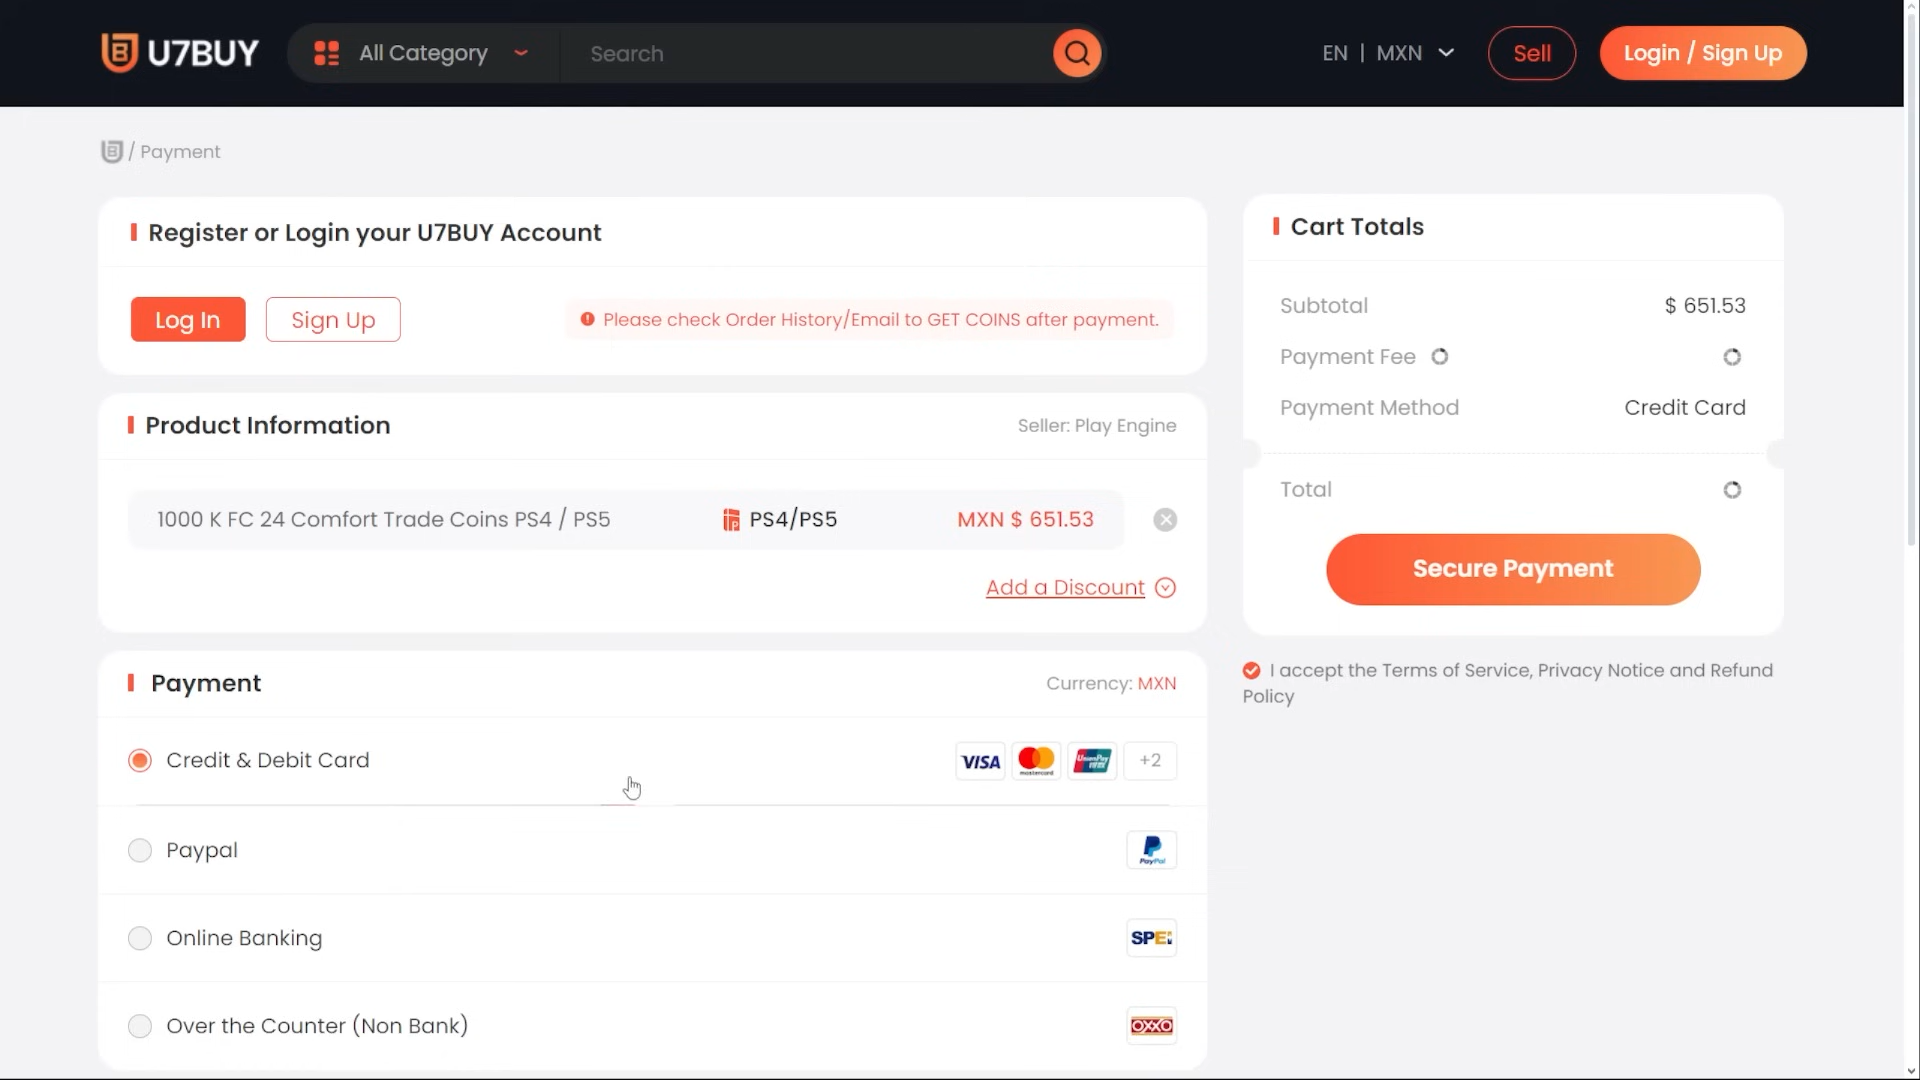 U7BUY
All Category
Search
EN | MXN
Sell
Login / Sign Up
/ Payment
Register or Login your U7BUY Account
Log In
Sign Up
Please check Order History/Email to GET COINS after payment.
Product Information
Seller: Play Engine
1000 K FC 24 Comfort Trade Coins PS4 / PS5
PS4/PS5
MXN $ 651.53
Add a Discount
Payment
Currency: MXN
Credit & Debit Card
VISA
mastercard
UnionPay
+2
Paypal
PayPal
Online Banking
SPEI
Over the Counter (Non Bank)
OXXO
Cart Totals
Subtotal
$ 651.53
Payment Fee
Payment Method
Credit Card
Total
Secure Payment
I accept the Terms of Service, Privacy Notice and Refund
Policy